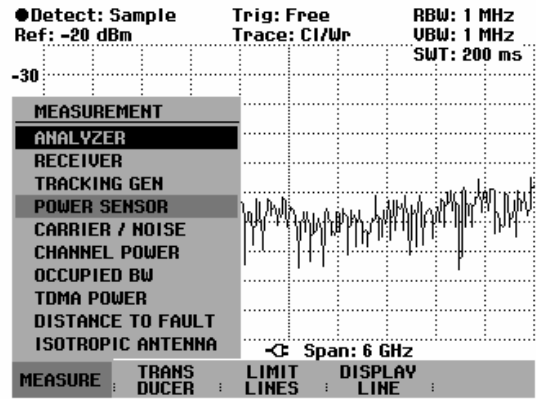 Detect: Sample Trig: Free RBW: 1 MHz
Ref: -20 dBm Trace: Cl/Wr VBW: 1 MHz
SWT: 200 ms
-30
MEASUREMENT
ANALYZER
RECEIVER
TRACKING GEN
POWER SENSOR
CARRIER / NOISE
CHANNEL POWER
OCCUPIED BW
TDMA POWER
DISTANCE TO FAULT
ISOTROPIC ANTENNA
Span: 6 GHz
MEASURE TRANS DUCER LIMIT LINES DISPLAY LINE